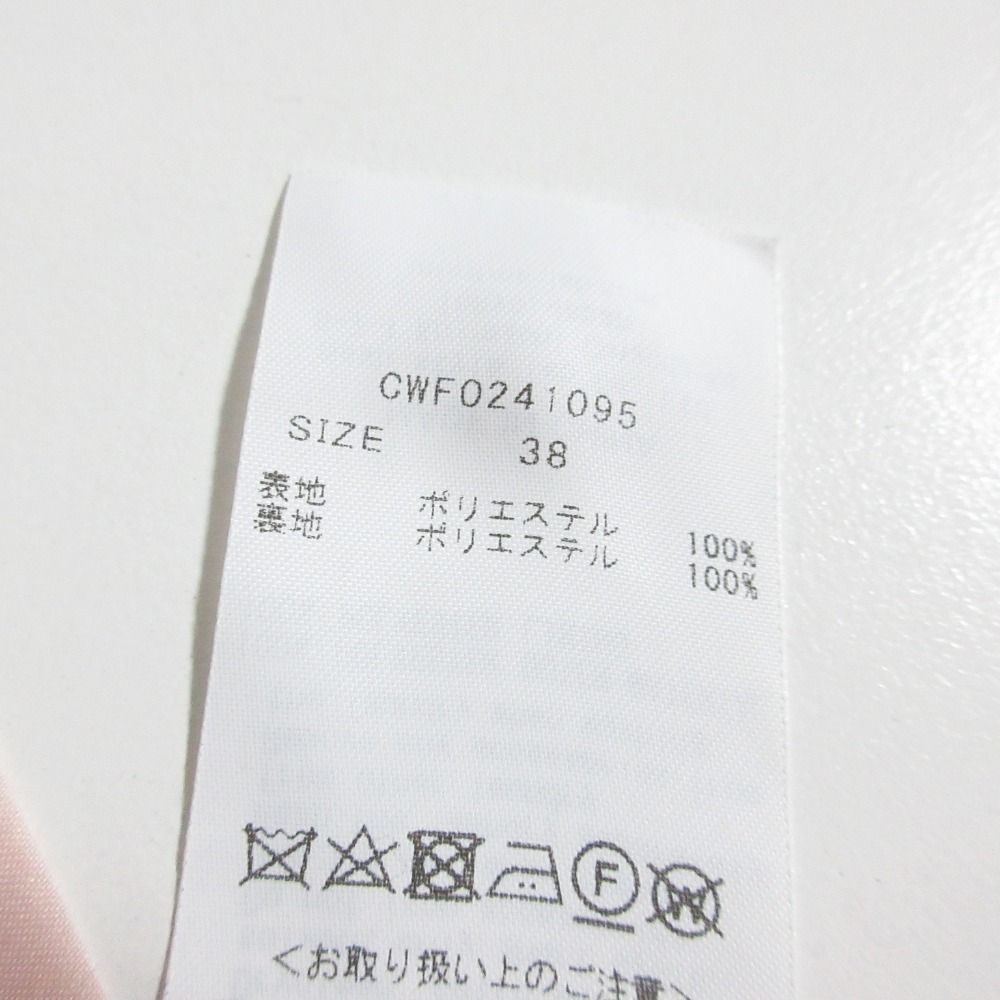 CWF0241095
SIZE 38
表地 ポリエステル 100%
裏地 ポリエステル 100%
F W
<お取り扱い上のご注意>